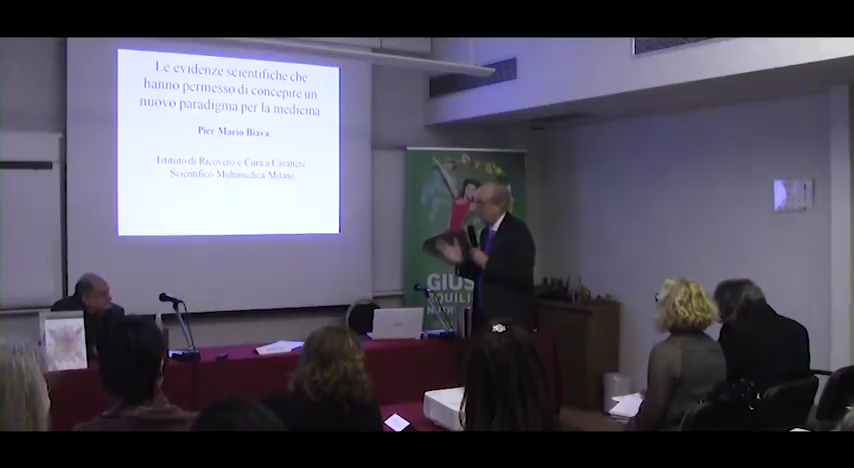 Le evidenze scientifiche che
hanno permesso di concepire un
nuovo paradigma per la medicina
Pier Mario Biava
Istituto di Ricovero e Cura a Carattere
Scientifico Multimedica Milano
GIUS
EQUILI